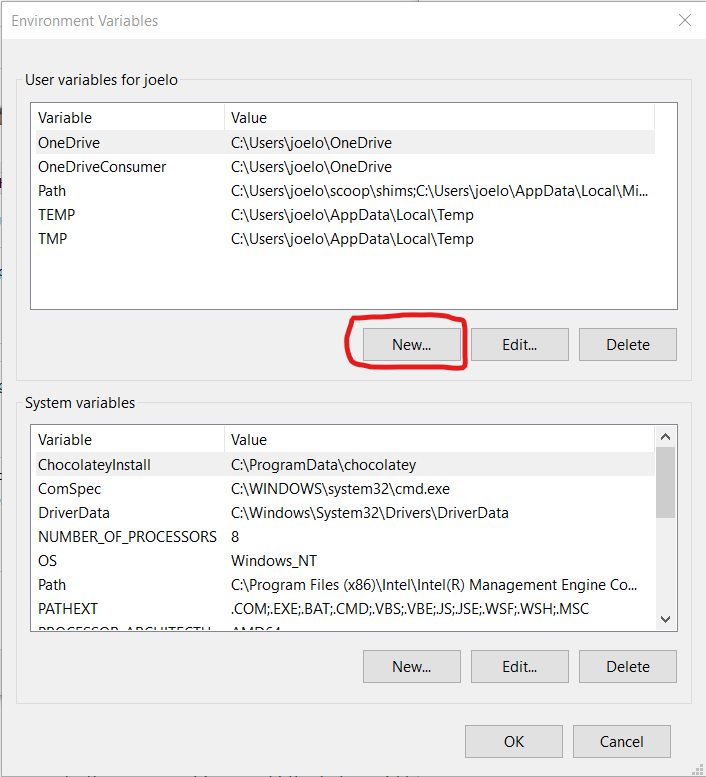 Environment Variables
User variables for joelo
Variable Value
OneDrive C:\Users\joelo\OneDrive
OneDriveConsumer C:\Users\joelo\OneDrive
Path C:\Users\joelo\scoop\shims;C:\Users\joelo\AppData\Local\Mi...
TEMP C:\Users\joelo\AppData\Local\Temp
TMP C:\Users\joelo\AppData\Local\Temp
New... Edit... Delete
System variables
Variable Value
ChocolateyInstall C:\ProgramData\chocolatey
ComSpec C:\WINDOWS\system32\cmd.exe
DriverData C:\Windows\System32\Drivers\DriverData
NUMBER_OF_PROCESSORS 8
OS Windows_NT
Path C:\Program Files (x86)\Intel\Intel(R) Management Engine Co...
PATHEXT .COM;.EXE;.BAT;.CMD;.VBS;.VBE;.JS;.JSE;.WSF;.WSH;.MSC
PROCESSOR_ARCHITECTU AMD64
New... Edit... Delete
OK Cancel